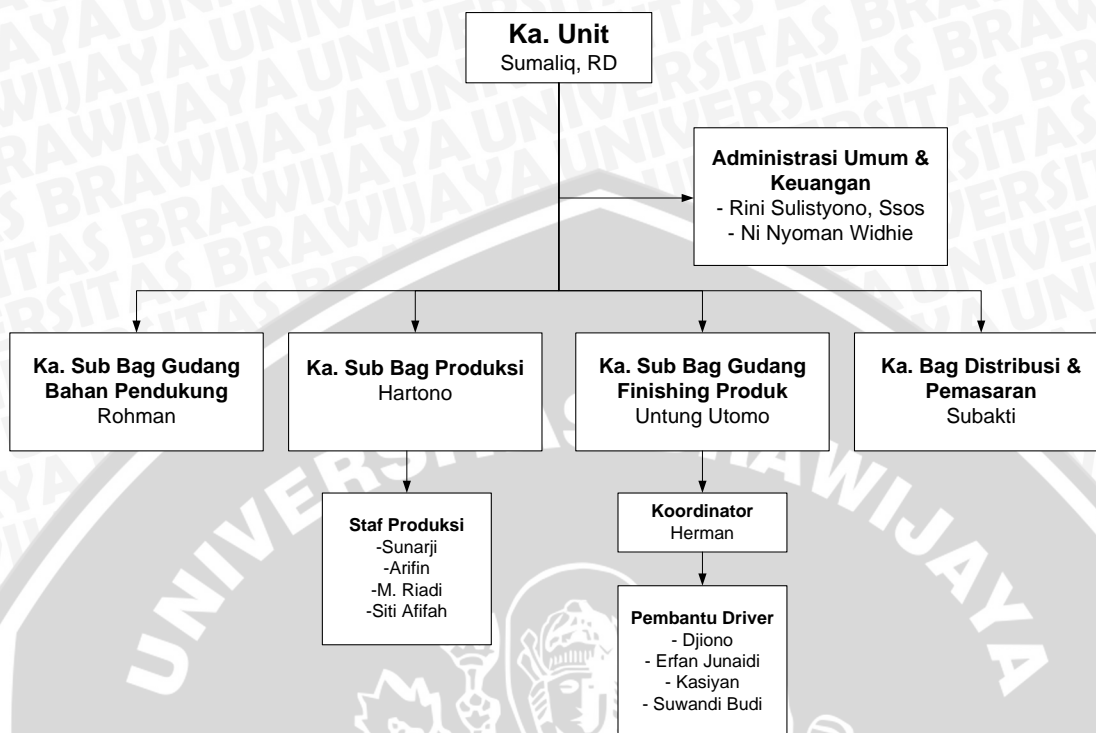 Ka. Unit
Sumaliq, RD
Administrasi Umum &
Keuangan
- Rini Sulistyono, Ssos
- Ni Nyoman Widhie
Ka. Sub Bag Gudang
Bahan Pendukung
Rohman
Ka. Sub Bag Produksi
Hartono
Ka. Sub Bag Gudang
Finishing Produk
Untung Utomo
Ka. Bag Distribusi &
Pemasaran
Subakti
Staf Produksi
-Sunarji
-Arifin
-M. Riadi
-Siti Afifah
Koordinator
Herman
Pembantu Driver
- Djiono
- Erfan Junaidi
- Kasiyan
- Suwandi Budi
UNIVERSITAS BRAWIJAYA